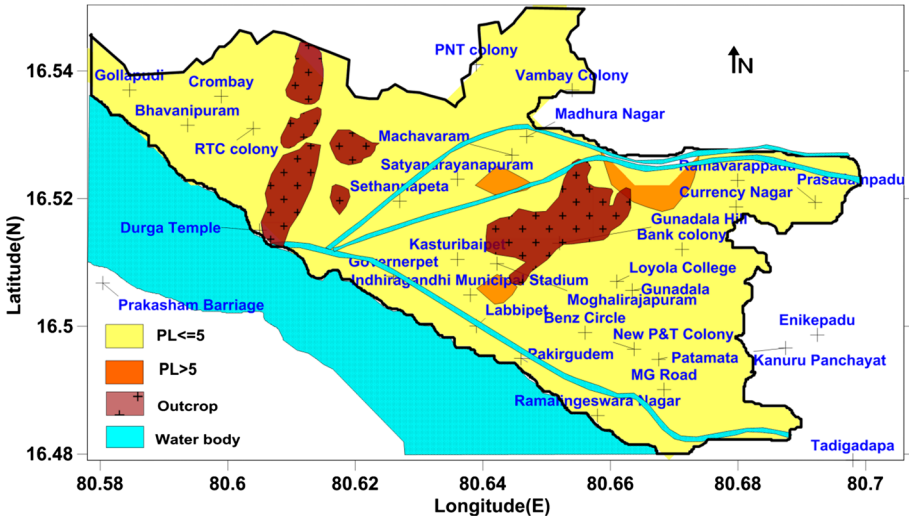 PNT colony
16.54
Gollapudi
Crombay
Vambay Colony
N
Bhavanipuram
Madhura Nagar
RTC colony
Machavaram
Satyanarayanapuram
Ramavarappadu
Prasadampadu
Sethannapeta
Currency Nagar
16.52
Gunadala Hill
Durga Temple
Bank colony
Kasturibaipet
Governerpet
Loyola College
Indhiragandhi Municipal Stadium
Gunadala
Prakasham Barriage
Moghalirajapuram
Labbipet
Benz Circle
Enikepadu
16.5
PL<=5
New P&T Colony
Pakirgudem
Patamata
Kanuru Panchayat
PL>5
MG Road
Outcrop
Ramalingeswara Nagar
Water body
Tadigadapa
16.48
80.58
80.6
80.62
80.64
80.66
80.68
80.7
Longitude(E)
Latitude(N)